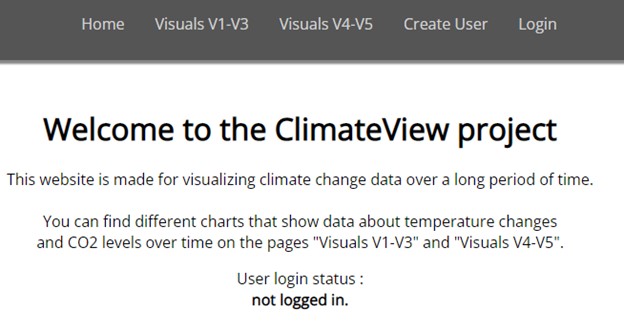 Home Visuals V1-V3 Visuals V4-V5 Create User Login
Welcome to the ClimateView project
This website is made for visualizing climate change data over a long period of time.
You can find different charts that show data about temperature changes
and CO2 levels over time on the pages "Visuals V1-V3" and "Visuals V4-V5".
User login status :
not logged in.